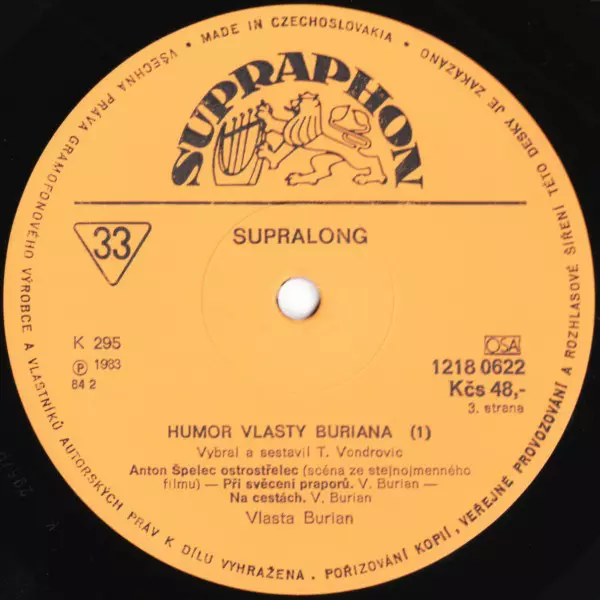 VŠECHNA PRÁVA GRAMOFONOVÉHO VÝROBCE A VLASTNÍKŮ AUTORSKÝCH PRÁV K DÍLU VYHRAŽENA. POŘIZOVÁNÍ KOPIÍ, VEŘEJNÉ PROVOZOVÁNÍ A ROZHLASOVÉ ŠÍŘENÍ TÉTO DESKY JE ZAKÁZÁNO • MADE IN CZECHOSLOVAKIA •
SUPRAPHON
33
SUPRALONG
K 295
Ⓟ 1983
84 2
OSA
1218 0622
Kčs 48,-
3. strana
HUMOR VLASTY BURIANA (1)
Vybral a sestavil T. Vondrovic
Anton Špelec ostrostřelec (scéna ze stejnojmenného
filmu) — Při svěcení praporů. V. Burian —
Na cestách. V. Burian
Vlasta Burian